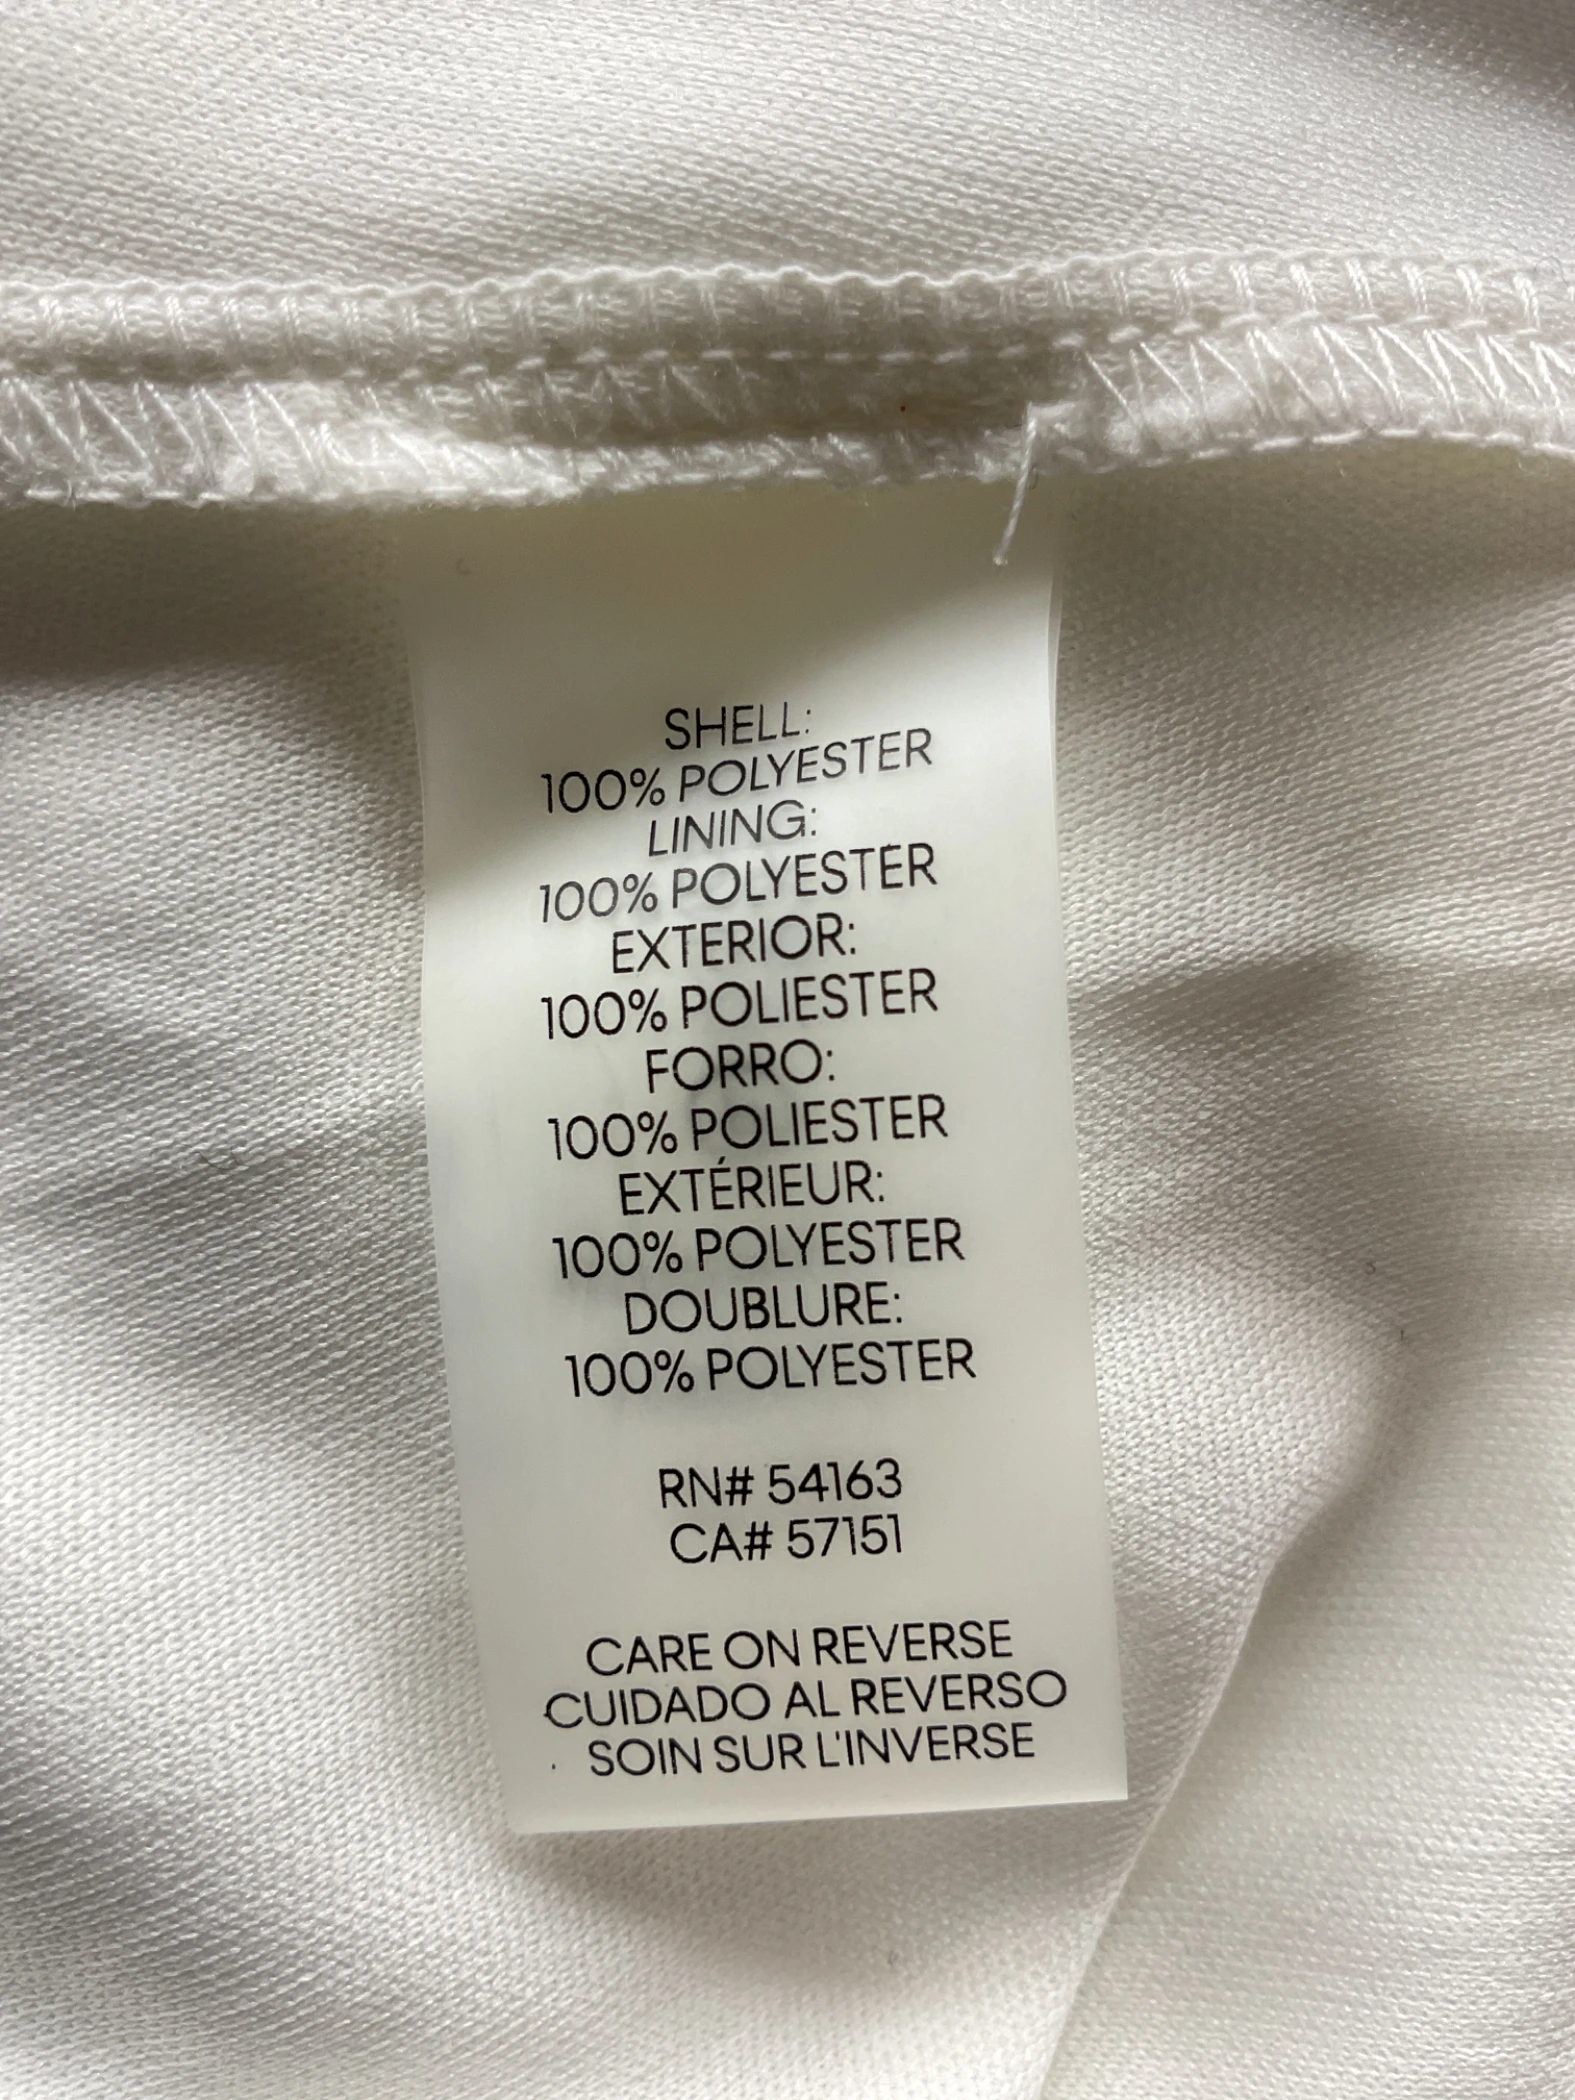 SHELL:
100% POLYESTER
LINING:
100% POLYESTER
EXTERIOR:
100% POLIESTER
FORRO:
100% POLIESTER
EXTÉRIEUR:
100% POLYESTER
DOUBLURE:
100% POLYESTER
RN# 54163
CA# 57151
CARE ON REVERSE
CUIDADO AL REVERSO
SOIN SUR L'INVERSE